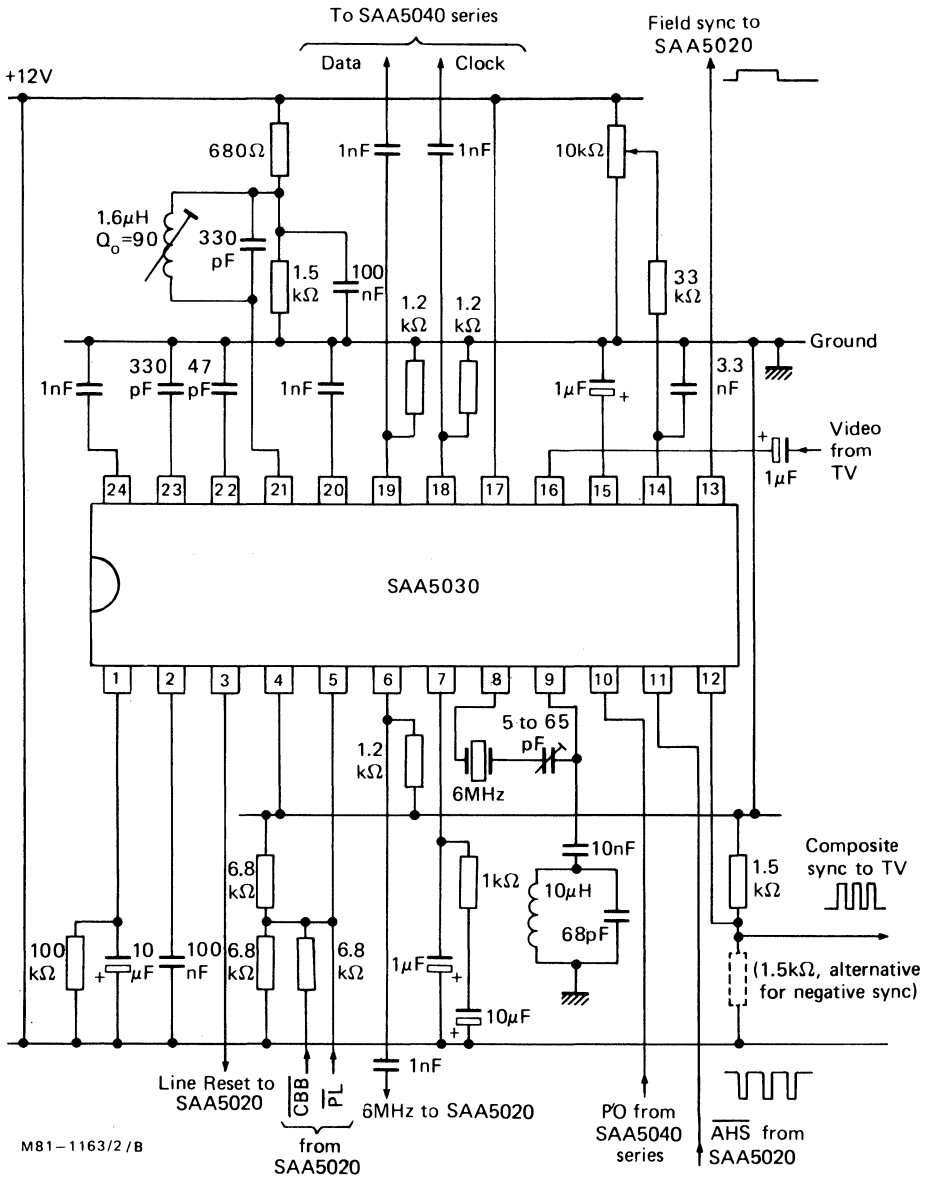 To SAA5040 series
Field sync to
SAA5020
Data
Clock
+12V
680Ω
1nF
1nF
10kΩ
1.6μH
Qo=90
330
pF
1.5
kΩ
100
nF
33
kΩ
1.2
kΩ
1.2
kΩ
Ground
1nF
330
pF
47
pF
1nF
1μF
+
3.3
nF
+
1μF
Video
from
TV
24
23
22
21
20
19
18
17
16
15
14
13
SAA5030
1
2
3
4
5
6
7
8
9
10
11
12
5 to 65
pF
1.2
kΩ
6MHz
6.8
kΩ
1kΩ
10nF
10μH
68pF
1.5
kΩ
Composite
sync to TV
100
kΩ
+
10
μF
100
nF
6.8
kΩ
6.8
kΩ
1μF
+
10μF
+
(1.5kΩ, alternative
for negative sync)
1nF
Line Reset to
SAA5020
CBB
PL
6MHz to SAA5020
from
SAA5020
PO from
SAA5040
series
AHS from
SAA5020
M81–1163/2/B